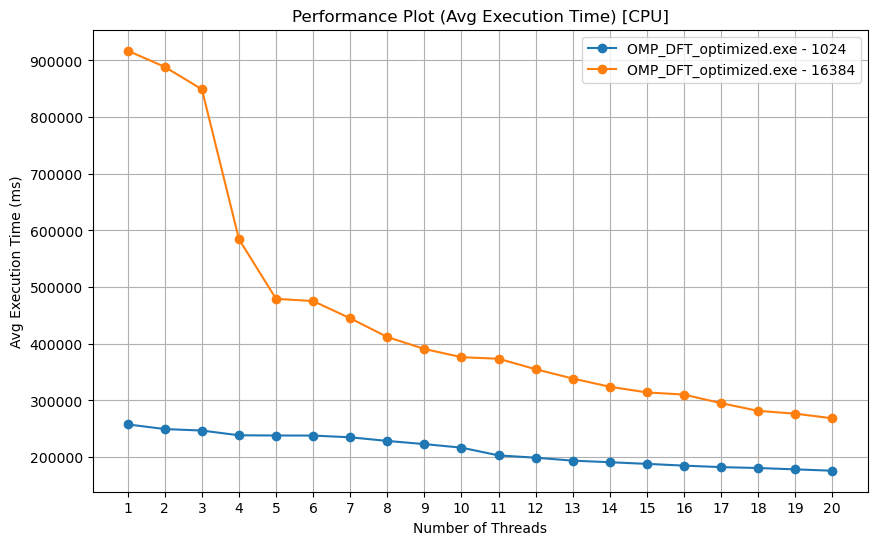 Performance Plot (Avg Execution Time) [CPU]
OMP_DFT_optimized.exe - 1024
OMP_DFT_optimized.exe - 16384
900000
800000
700000
600000
500000
400000
300000
200000
Avg Execution Time (ms)
1 2 3 4 5 6 7 8 9 10 11 12 13 14 15 16 17 18 19 20
Number of Threads